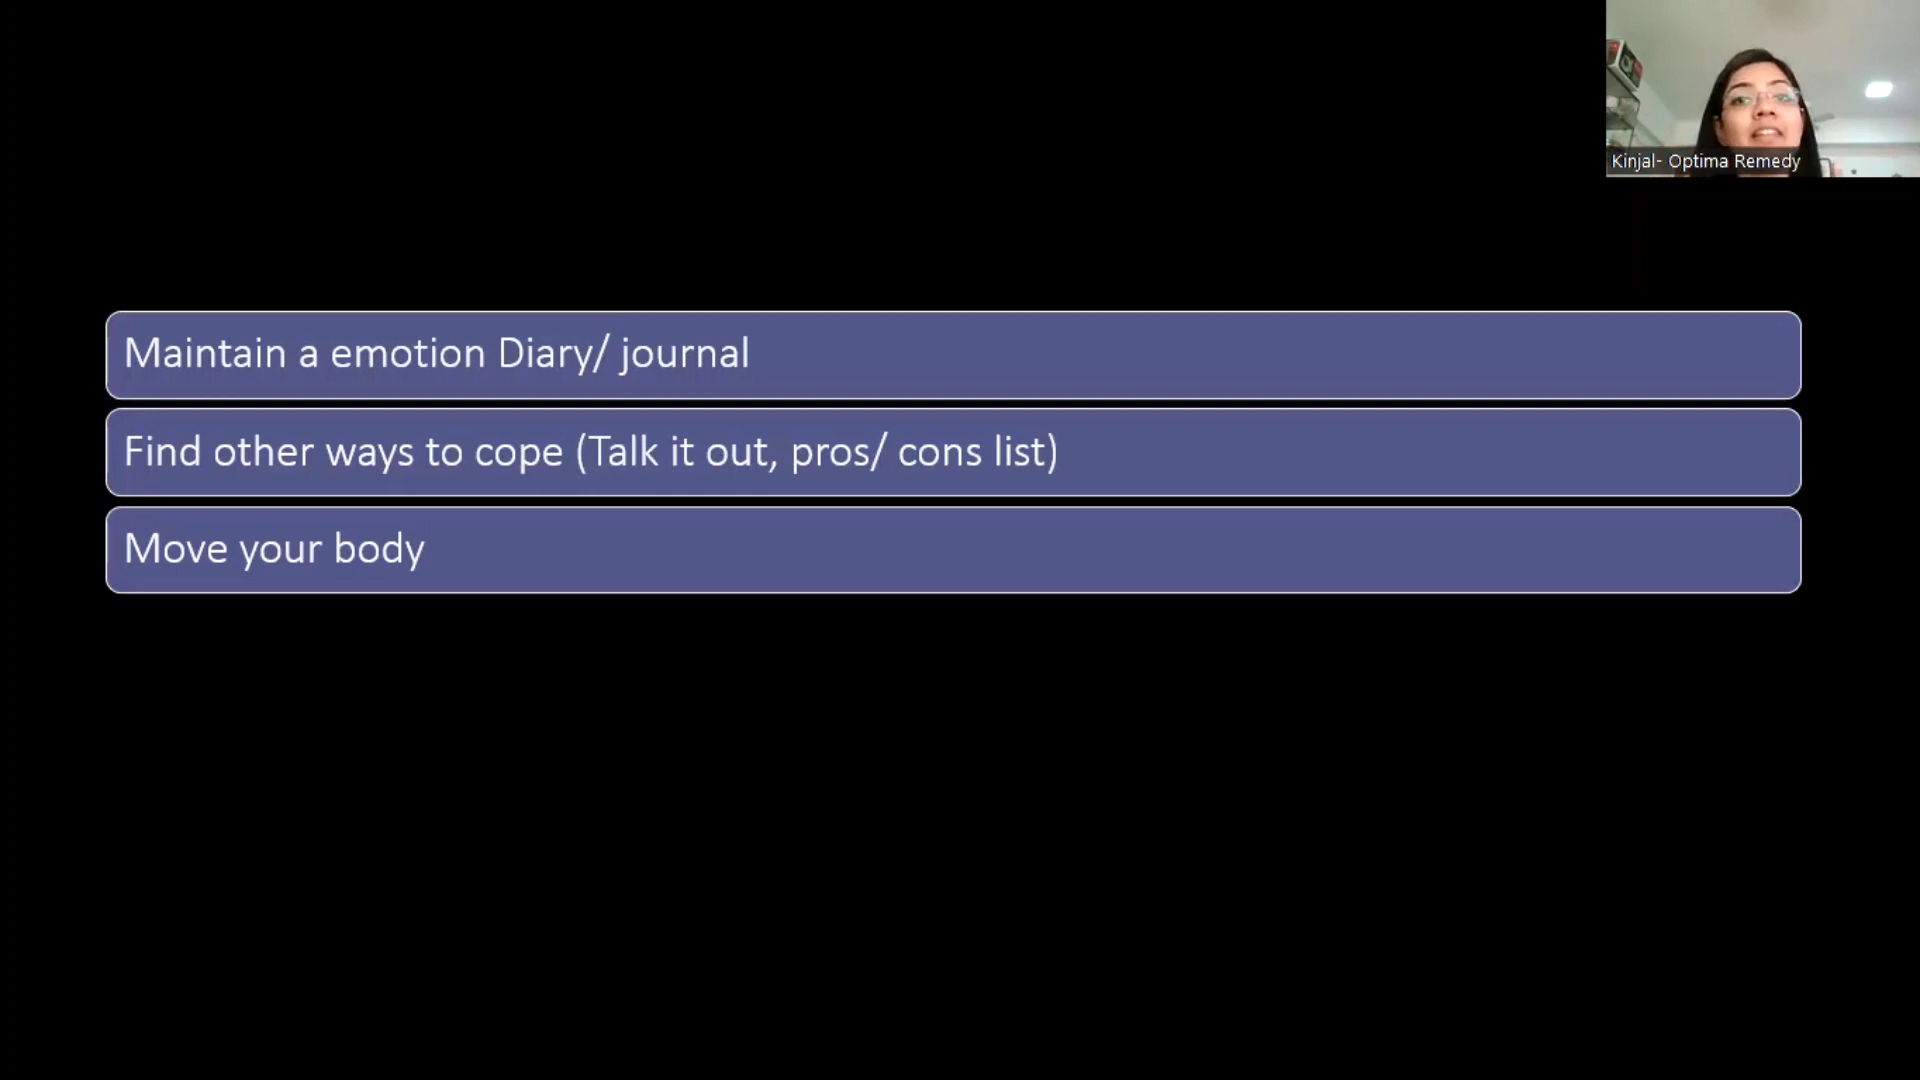 Kinjal- Optima Remedy
Maintain a emotion Diary/ journal
Find other ways to cope (Talk it out, pros/ cons list)
Move your body